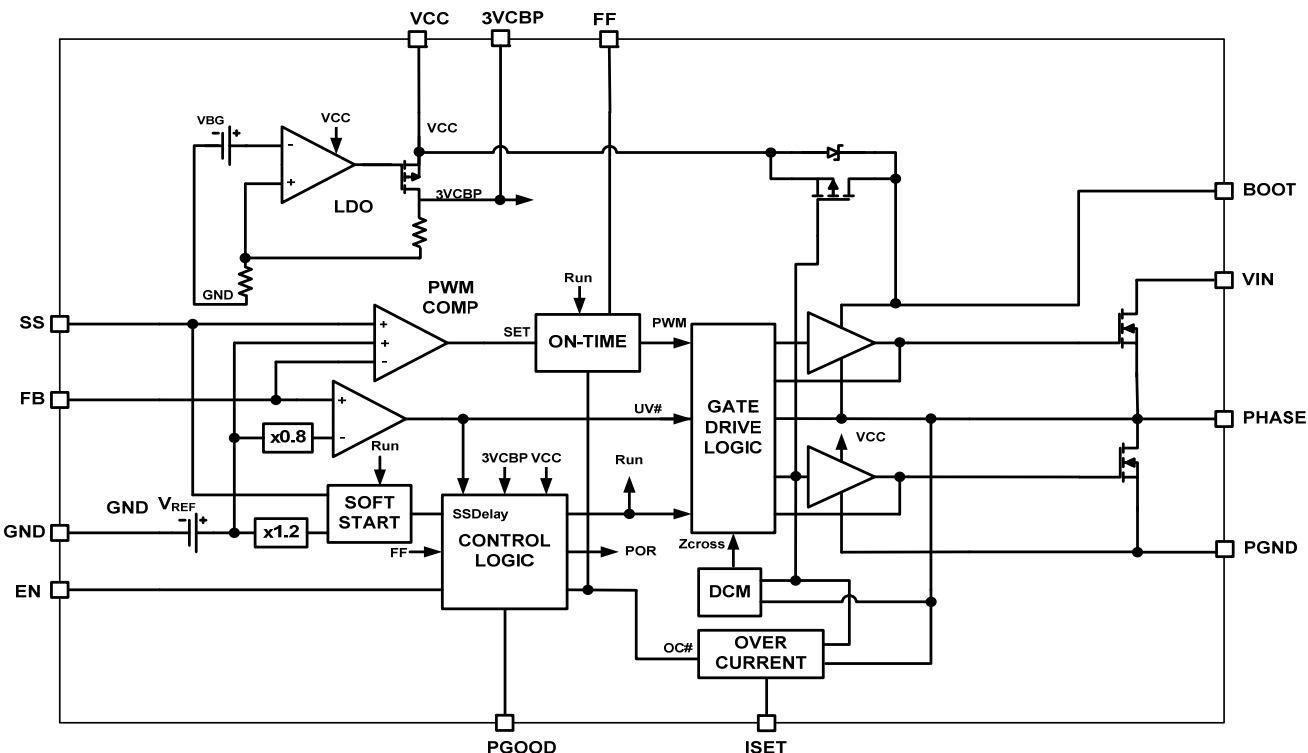 VCC
3VCBP
FF
VBG
-
+
VCC
VCC
-
+
LDO
3VCBP
GND
BOOT
VIN
SS
PWM
COMP
+
+
-
SET
Run
ON-TIME
PWM
FB
+
-
x0.8
UV#
GATE
DRIVE
LOGIC
PHASE
Run
3VCBP VCC
Run
VCC
GND
GND
VREF
-
+
x1.2
SOFT
START
SSDelay
CONTROL
LOGIC
FF
POR
Zcross
DCM
PGND
EN
OC#
OVER
CURRENT
PGOOD
ISET